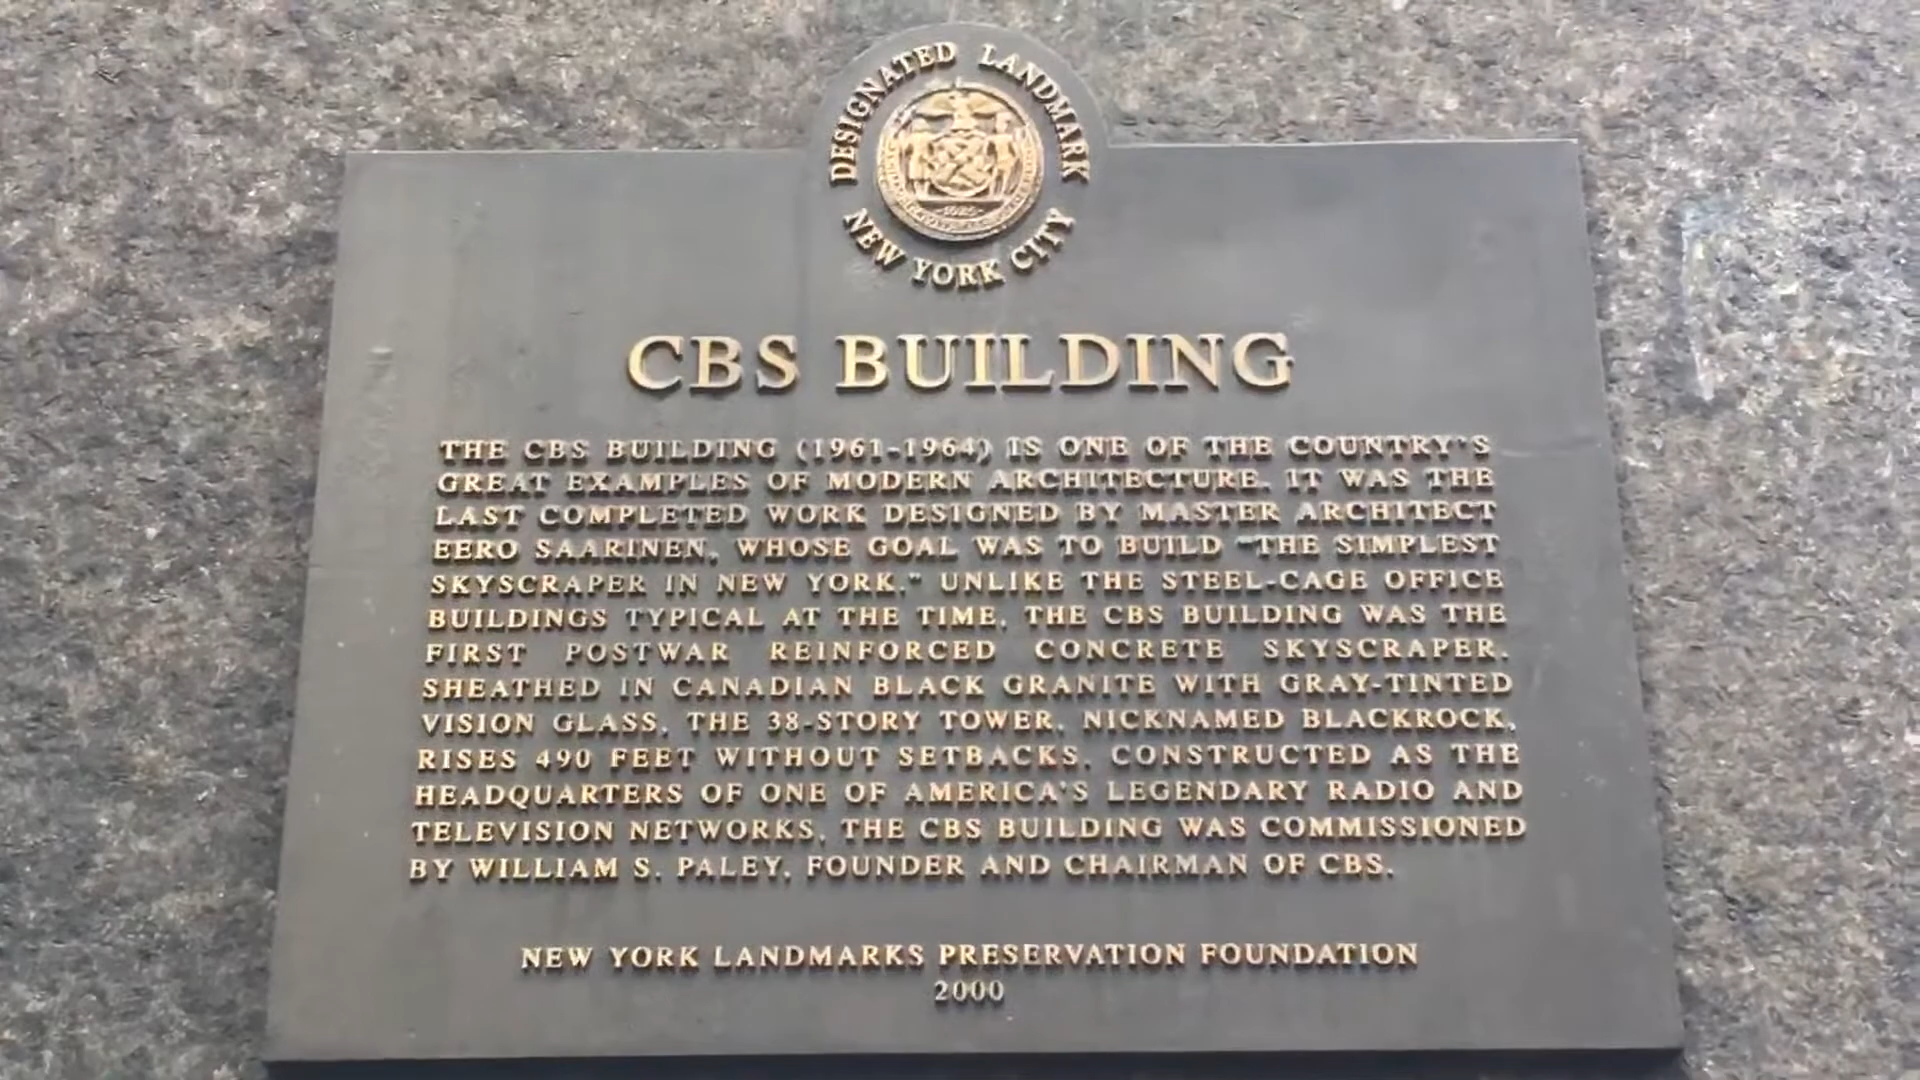 DESIGNATED LANDMARK
NEW YORK CITY
CBS BUILDING
THE CBS BUILDING (1961-1964) IS ONE OF THE COUNTRY'S
GREAT EXAMPLES OF MODERN ARCHITECTURE. IT WAS THE
LAST COMPLETED WORK DESIGNED BY MASTER ARCHITECT
EERO SAARINEN, WHOSE GOAL WAS TO BUILD "THE SIMPLEST
SKYSCRAPER IN NEW YORK." UNLIKE THE STEEL-CAGE OFFICE
BUILDINGS TYPICAL AT THE TIME, THE CBS BUILDING WAS THE
FIRST POSTWAR REINFORCED CONCRETE SKYSCRAPER.
SHEATHED IN CANADIAN BLACK GRANITE WITH GRAY-TINTED
VISION GLASS, THE 38-STORY TOWER, NICKNAMED BLACKROCK,
RISES 490 FEET WITHOUT SETBACKS. CONSTRUCTED AS THE
HEADQUARTERS OF ONE OF AMERICA'S LEGENDARY RADIO AND
TELEVISION NETWORKS, THE CBS BUILDING WAS COMMISSIONED
BY WILLIAM S. PALEY, FOUNDER AND CHAIRMAN OF CBS.
NEW YORK LANDMARKS PRESERVATION FOUNDATION
2000